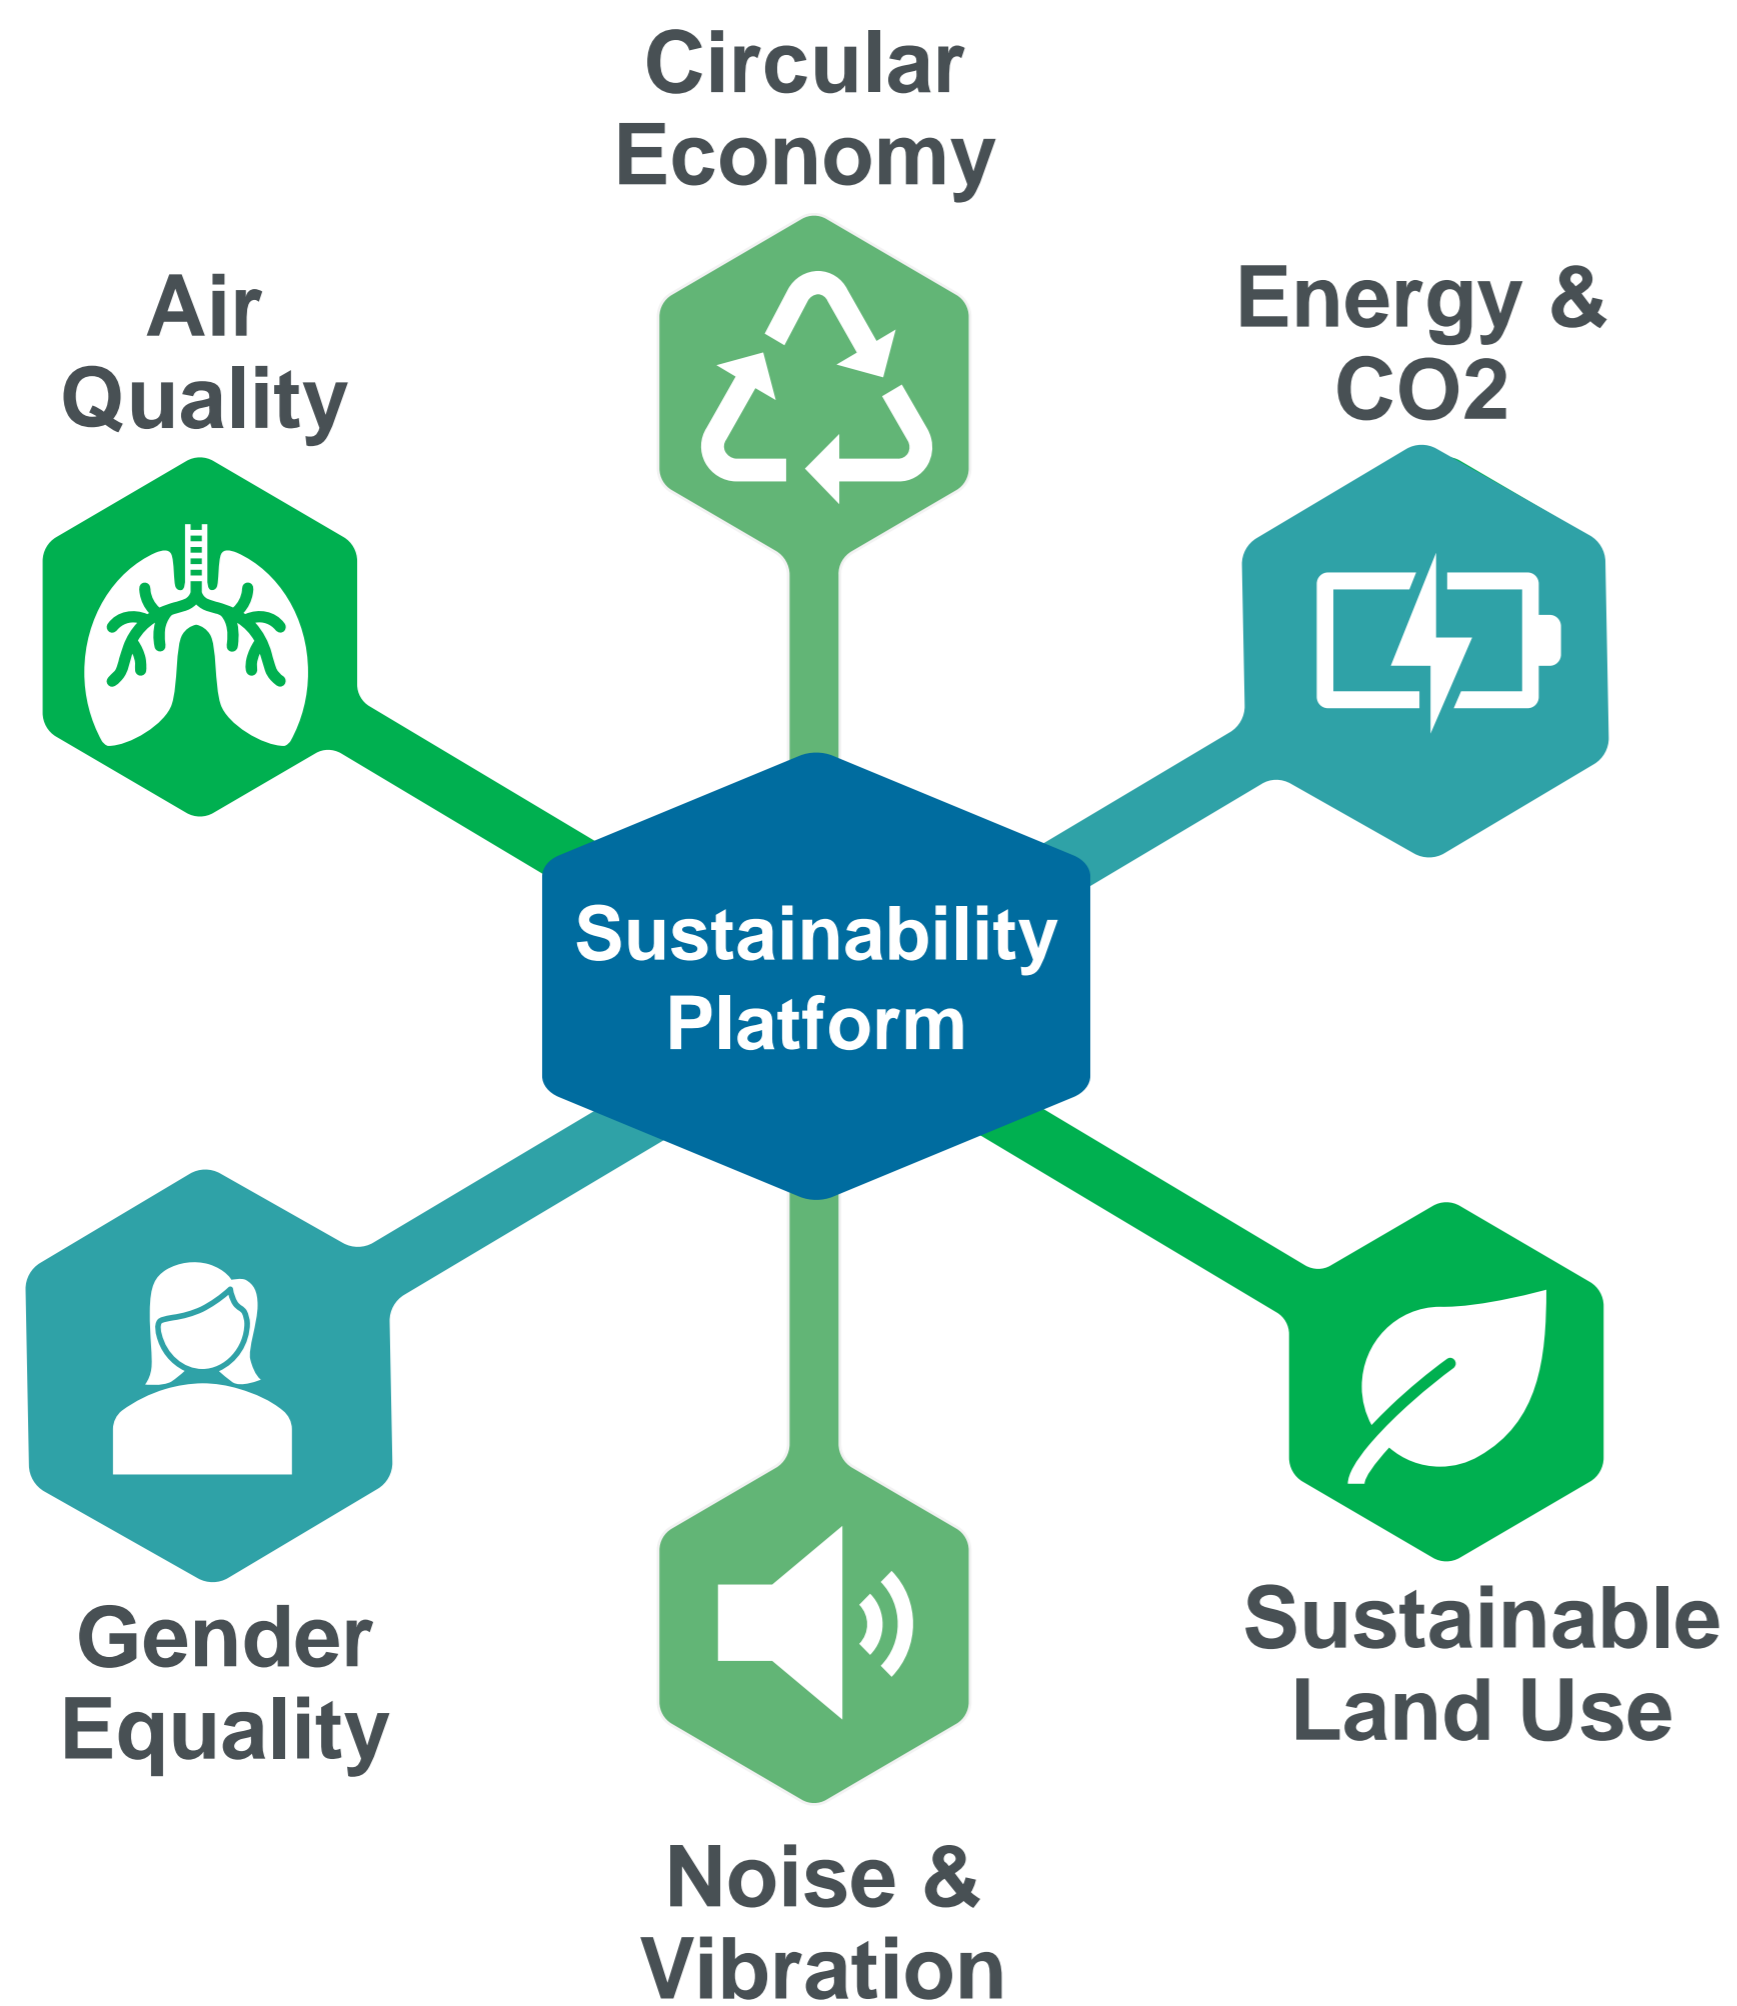 Circular
Economy
Air
Quality
Energy &
CO2
Sustainability
Platform
Gender
Equality
Sustainable
Land Use
Noise &
Vibration